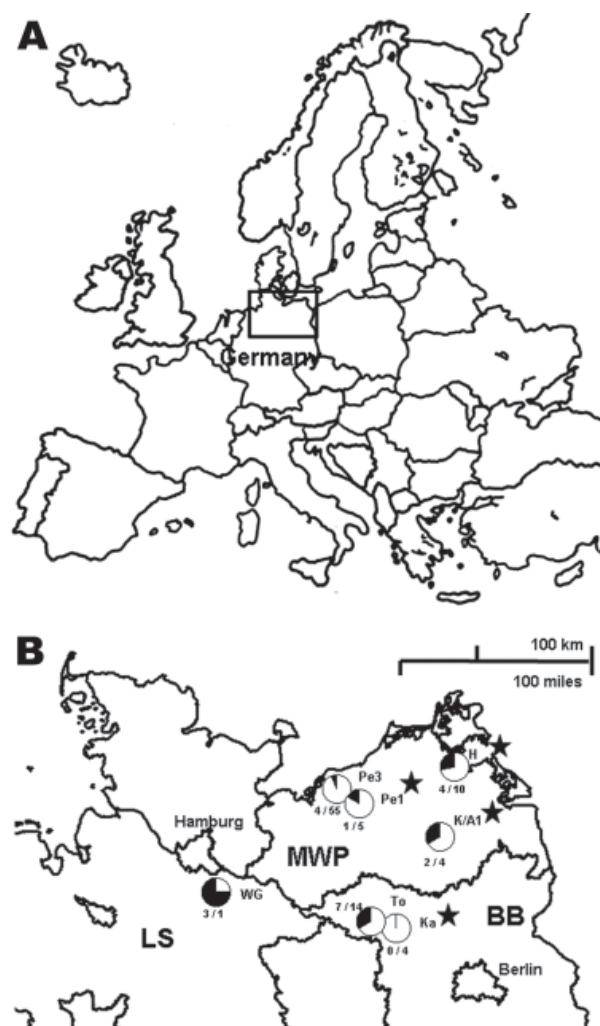 A
Germany
B
100 km
100 miles
H
4 / 18
Pe3
4 / 55
Pe1
1 / 5
K/A1
2 / 4
Hamburg
MWP
WG
3 / 1
7 / 14
To
Ka
0 / 4
LS
BB
Berlin